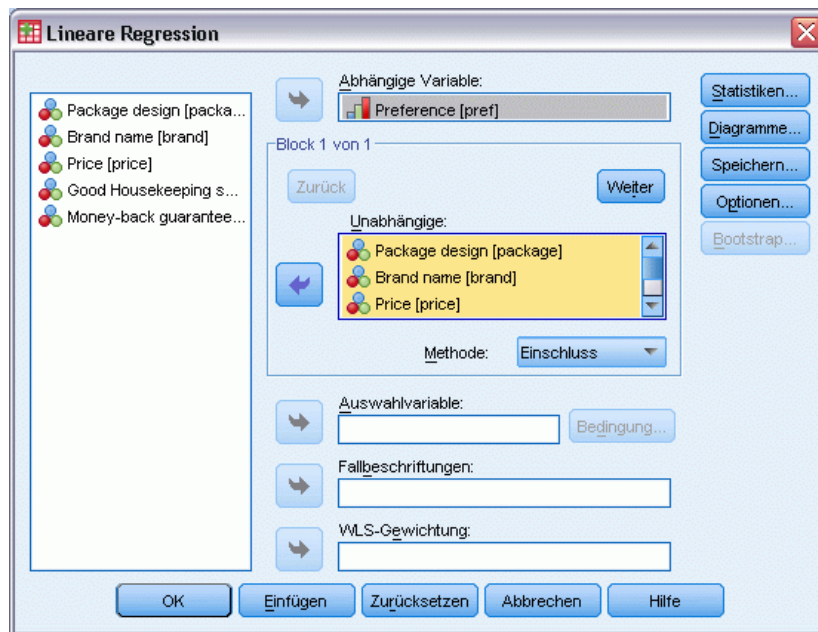 Lineare Regression
Package design [packa...
Brand name [brand]
Price [price]
Good Housekeeping s...
Money-back guarantee...
Abhängige Variable:
Preference [pref]
Block 1 von 1
Zurück
Weiter
Unabhängige:
Package design [package]
Brand name [brand]
Price [price]
Methode:
Einschluss
Auswahlvariable:
Bedingung...
Fallbeschriftungen:
WLS-Gewichtung:
Statistiken...
Diagramme...
Speichern...
Optionen...
Bootstrap...
OK
Einfügen
Zurücksetzen
Abbrechen
Hilfe